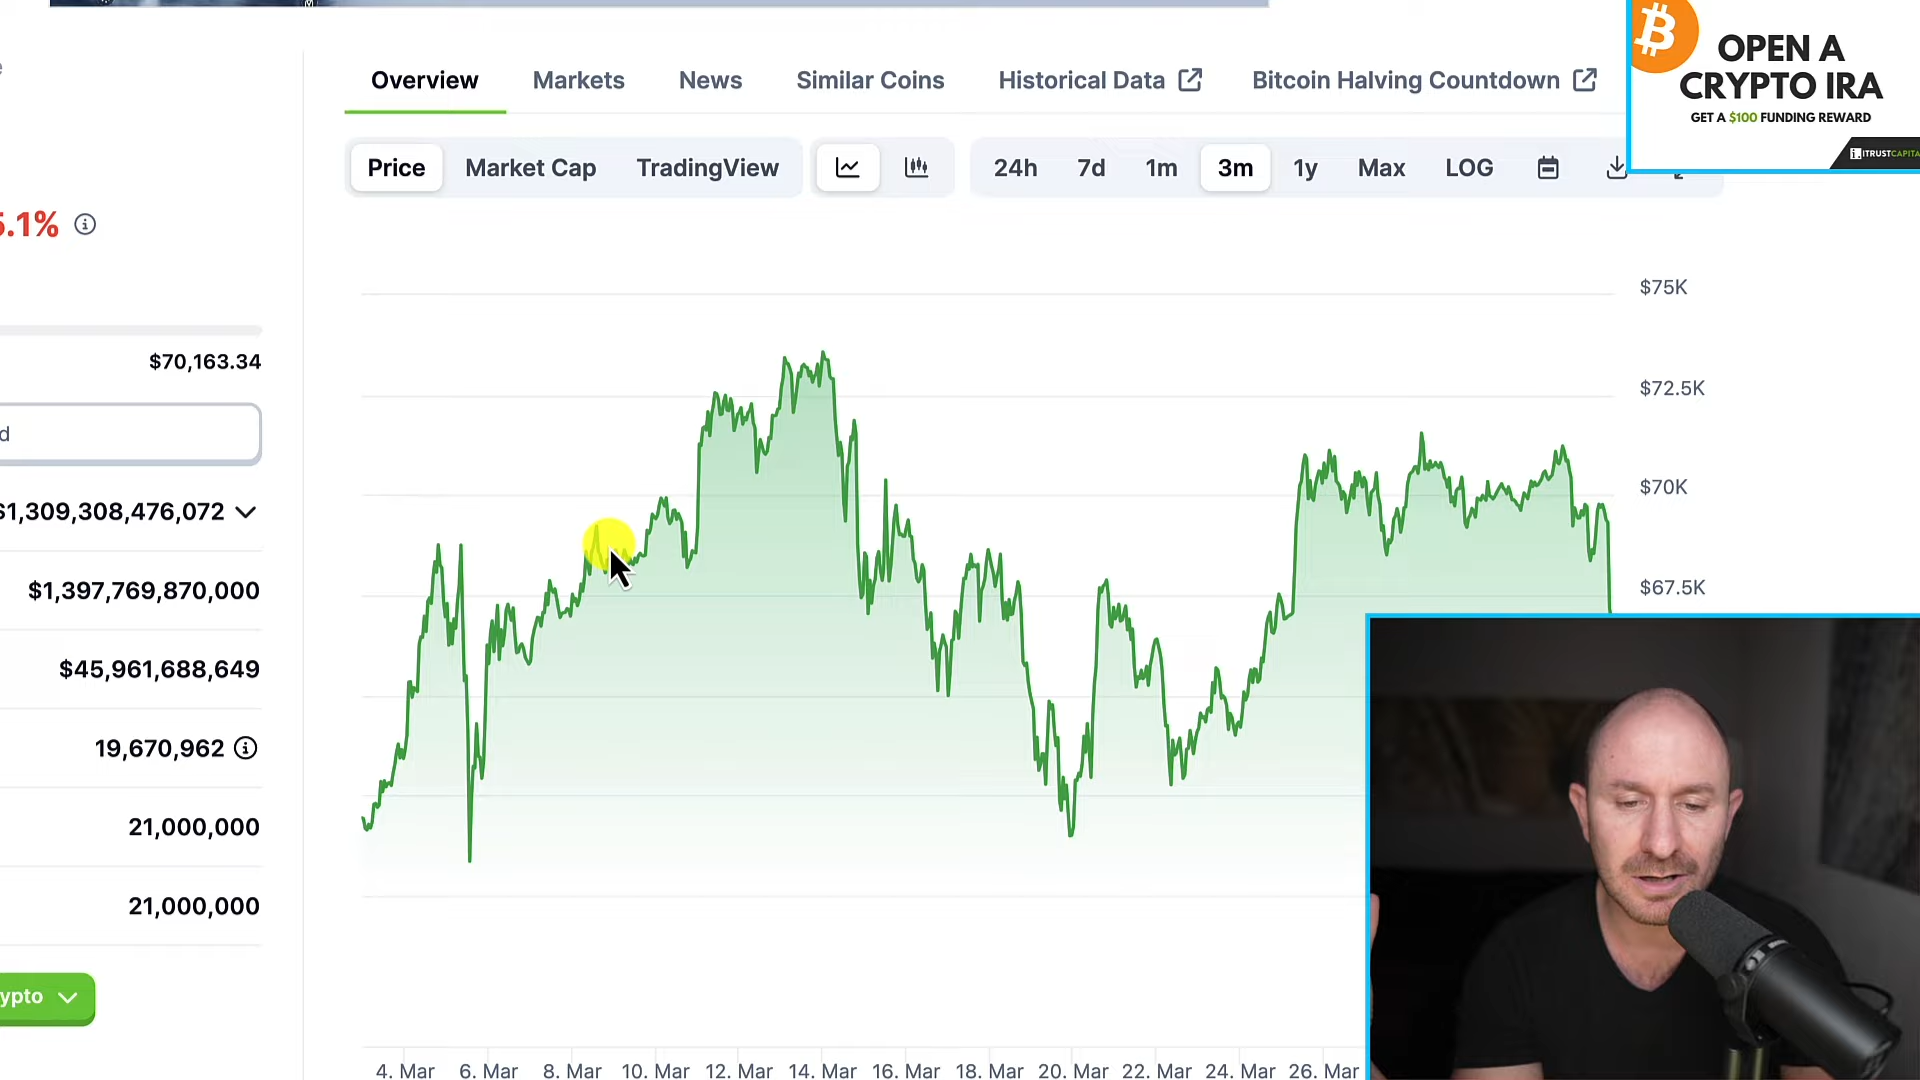 Overview Markets News Similar Coins Historical Data Bitcoin Halving Countdown
OPEN A
CRYPTO IRA
GET A $100 FUNDING REWARD
ITRUSTCAPITA
Price Market Cap TradingView 24h 7d 1m 3m 1y Max LOG
5.1%
$70,163.34
d
$1,309,308,476,072
$1,397,769,870,000
$45,961,688,649
19,670,962
21,000,000
21,000,000
ypto
$75K
$72.5K
$70K
$67.5K
4. Mar 6. Mar 8. Mar 10. Mar 12. Mar 14. Mar 16. Mar 18. Mar 20. Mar 22. Mar 24. Mar 26. Mar